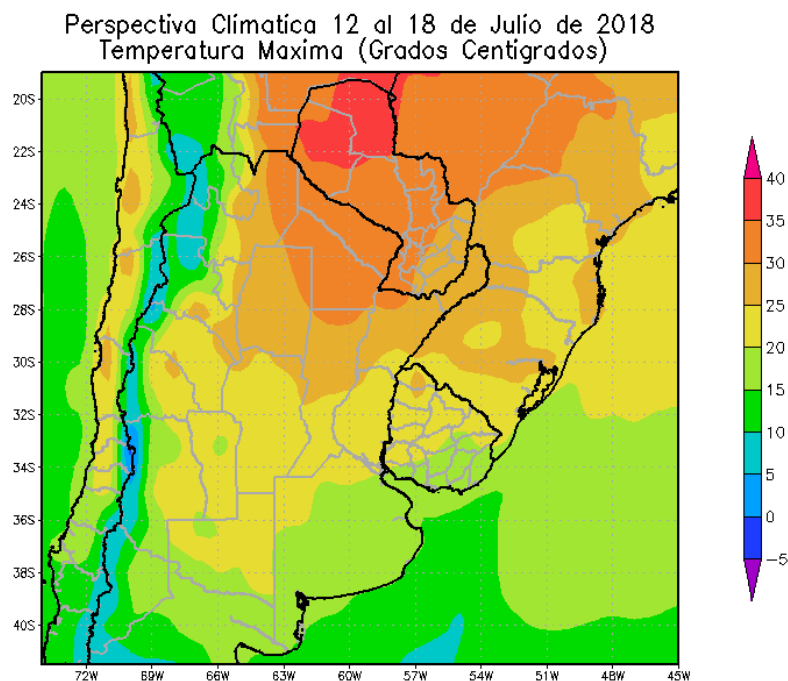 Perspectiva Clímatica 12 al 18 de Julio de 2018
Temperatura Maxima (Grados Centigrados)
20S
22S
24S
26S
28S
30S
32S
34S
36S
38S
40S
72W 69W 66W 63W 60W 57W 54W 51W 48W 45W
40
35
30
25
20
15
10
5
0
−5